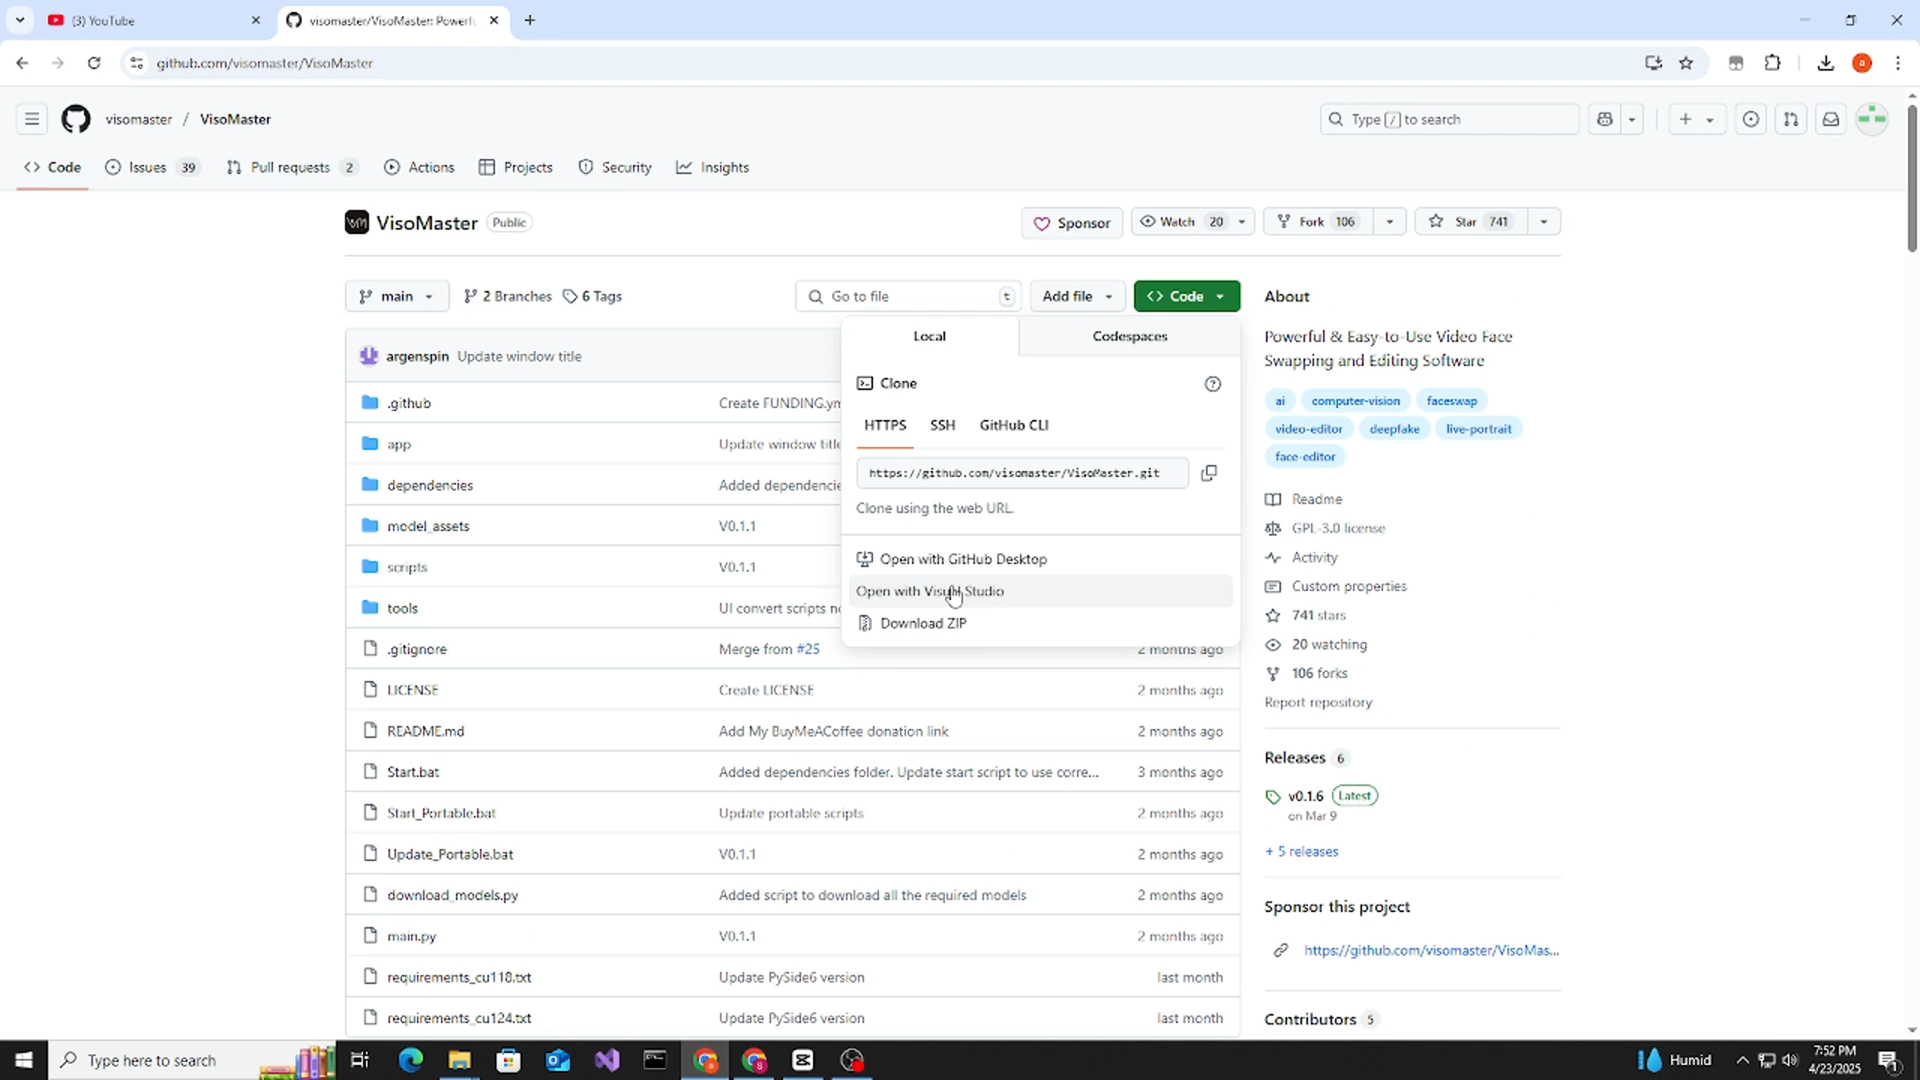 (3) YouTube
visomaster/VisoMaster: Powerfu
github.com/visomaster/VisoMaster
a
visomaster / VisoMaster
Type / to search
Code
Issues 39
Pull requests 2
Actions
Projects
Security
Insights
VisoMaster Public
Sponsor
Watch 20
Fork 106
Star 741
main
2 Branches
6 Tags
Go to file t
Add file
Code
About
Powerful & Easy-to-Use Video Face
Swapping and Editing Software
ai computer-vision faceswap
video-editor deepfake live-portrait
face-editor
Readme
GPL-3.0 license
Activity
Custom properties
741 stars
20 watching
106 forks
Report repository
Releases 6
v0.1.6 Latest
on Mar 9
+ 5 releases
Sponsor this project
https://github.com/visomaster/VisoMas...
Contributors 5
Local
Codespaces
Clone
HTTPS SSH GitHub CLI
https://github.com/visomaster/VisoMaster.git
Clone using the web URL.
Open with GitHub Desktop
Open with Visual Studio
Download ZIP
argenspin Update window title
.github Create FUNDING.ym
app Update window title
dependencies Added dependencie
model_assets V0.1.1
scripts V0.1.1
tools UI convert scripts
.gitignore Merge from #25 2 months ago
LICENSE Create LICENSE 2 months ago
README.md Add My BuyMeACoffee donation link 2 months ago
Start.bat Added dependencies folder. Update start script to use corre... 3 months ago
Start_Portable.bat Update portable scripts 2 months ago
Update_Portable.bat V0.1.1 2 months ago
download_models.py Added script to download all the required models 2 months ago
main.py V0.1.1 2 months ago
requirements_cu118.txt Update PySide6 version last month
requirements_cu124.txt Update PySide6 version last month
Type here to search
Humid
7:52 PM
4/23/2025
1